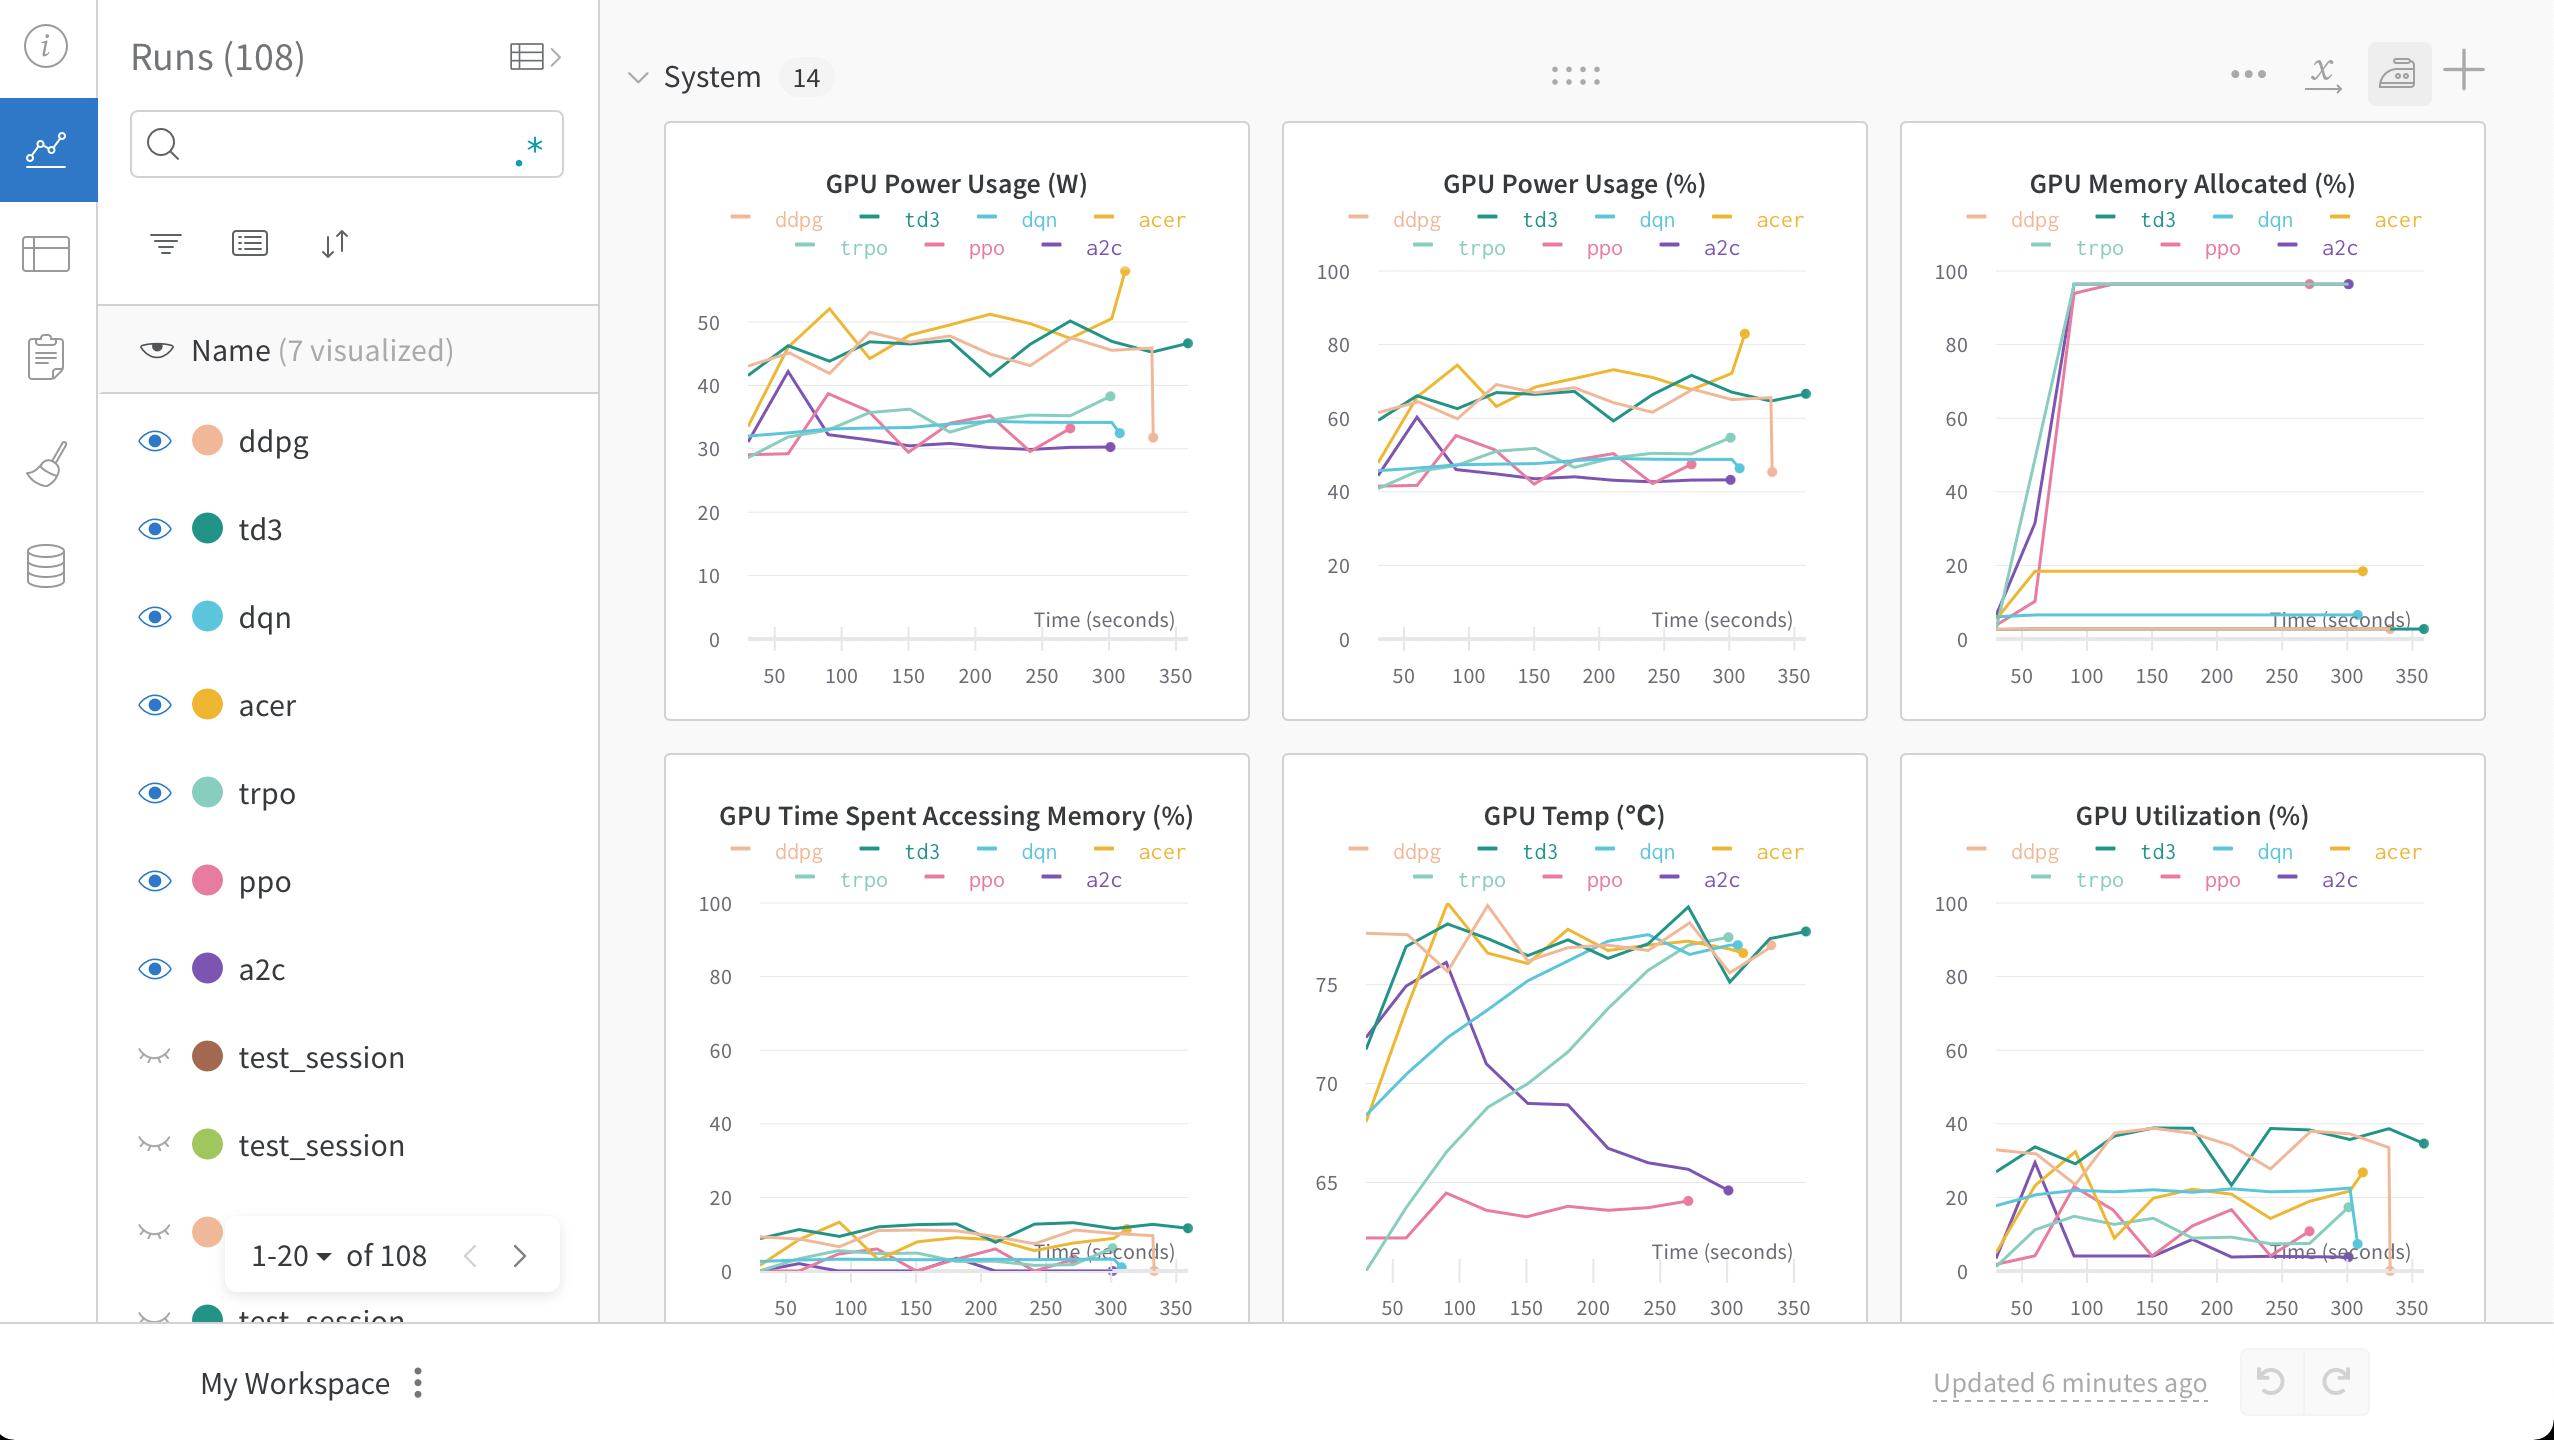 Runs (108)
.*
Name (7 visualized)
ddpg
td3
dqn
acer
trpo
ppo
a2c
test_session
test_session
1-20 of 108
test_session
System 14
GPU Power Usage (W)
ddpg td3 dqn acer
trpo ppo a2c
50
40
30
20
10
0
Time (seconds)
50 100 150 200 250 300 350
GPU Power Usage (%)
ddpg td3 dqn acer
trpo ppo a2c
100
80
60
40
20
0
Time (seconds)
50 100 150 200 250 300 350
GPU Memory Allocated (%)
ddpg td3 dqn acer
trpo ppo a2c
100
80
60
40
20
0
Time (seconds)
50 100 150 200 250 300 350
GPU Time Spent Accessing Memory (%)
ddpg td3 dqn acer
trpo ppo a2c
100
80
60
40
20
0
Time (seconds)
50 100 150 200 250 300 350
GPU Temp (℃)
ddpg td3 dqn acer
trpo ppo a2c
75
70
65
Time (seconds)
50 100 150 200 250 300 350
GPU Utilization (%)
ddpg td3 dqn acer
trpo ppo a2c
100
80
60
40
20
0
Time (seconds)
50 100 150 200 250 300 350
My Workspace
Updated 6 minutes ago